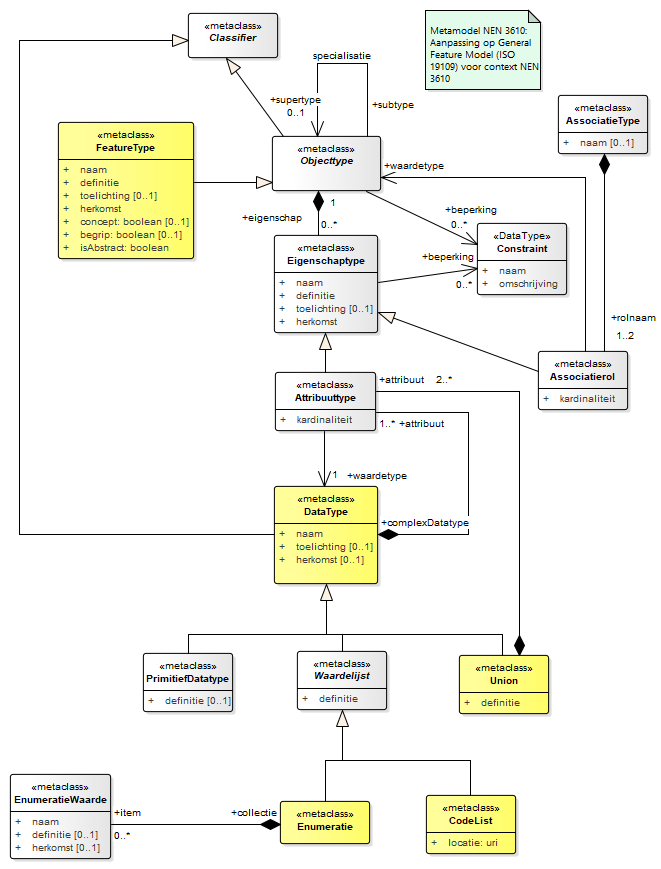 «metaclass»
Classifier
Metamodel NEN 3610:
Aanpassing op General
Feature Model (ISO
19109) voor context NEN
3610
specialisatie
+supertype
0..1
+subtype
«metaclass»
AssociatieType
+ naam [0..1]
«metaclass»
FeatureType
+ naam
+ definitie
+ toelichting [0..1]
+ herkomst
+ concept: boolean [0..1]
+ begrip: boolean [0..1]
+ isAbstract: boolean
«metaclass»
Objecttype
+waardetype
1
+eigenschap
0..*
+beperking
0..*
«DataType»
Constraint
+ naam
+ omschrijving
«metaclass»
Eigenschaptype
+ naam
+ definitie
+ toelichting [0..1]
+ herkomst
+beperking
0..*
+rolnaam
1..2
«metaclass»
Associatierol
+ kardinaliteit
«metaclass»
Attribuuttype
+ kardinaliteit
+attribuut 2..*
1..* +attribuut
1 +waardetype
«metaclass»
DataType
+ naam
+ toelichting [0..1]
+ herkomst [0..1]
+complexDatatype
«metaclass»
PrimitiefDatatype
+ definitie [0..1]
«metaclass»
Waardelijst
+ definitie
«metaclass»
Union
+ definitie
«metaclass»
EnumeratieWaarde
+ naam
+ definitie [0..1]
+ herkomst [0..1]
+item
0..*
+collectie
«metaclass»
Enumeratie
«metaclass»
CodeList
+ locatie: uri